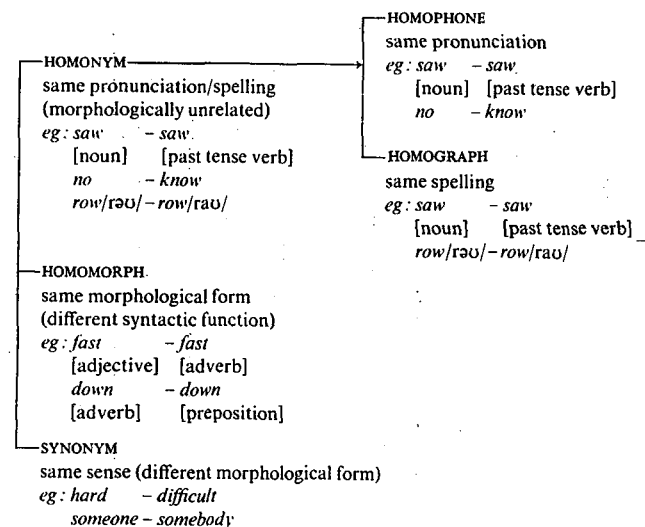 HOMONYM
same pronunciation/spelling
(morphologically unrelated)
eg: saw – saw
[noun] [past tense verb]
no – know
row/rəʊ/ – row/raʊ/
HOMOPHONE
same pronunciation
eg: saw – saw
[noun] [past tense verb]
no – know
HOMOGRAPH
same spelling
eg: saw – saw
[noun] [past tense verb]
row/rəʊ/ – row/raʊ/
HOMOMORPH
same morphological form
(different syntactic function)
eg: fast – fast
[adjective] [adverb]
down – down
[adverb] [preposition]
SYNONYM
same sense (different morphological form)
eg: hard – difficult
someone – somebody